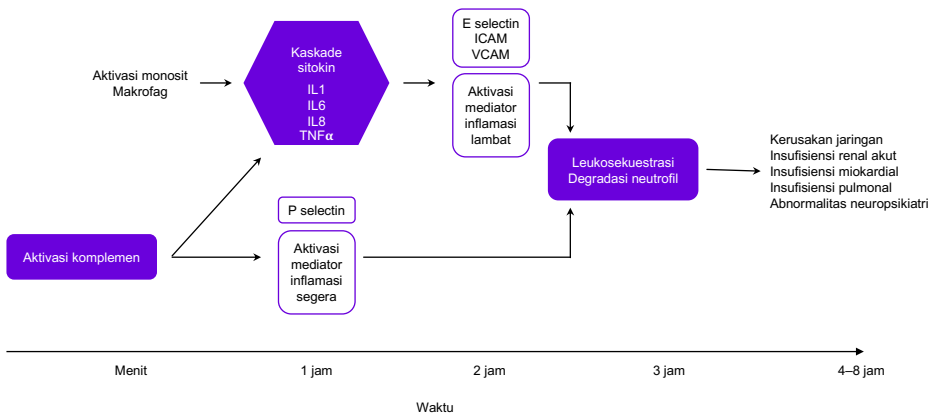 Aktivasi monosit
Makrofag
Kaskade
sitokin
IL1
IL6
IL8
TNFα
E selectin
ICAM
VCAM
Aktivasi
mediator
inflamasi
lambat
Leukosekuestrasi
Degradasi neutrofil
Kerusakan jaringan
Insufisiensi renal akut
Insufisiensi miokardial
Insufisiensi pulmonal
Abnormalitas neuropsikiatri
Aktivasi komplemen
P selectin
Aktivasi
mediator
inflamasi
segera
Menit
1 jam
2 jam
3 jam
4–8 jam
Waktu